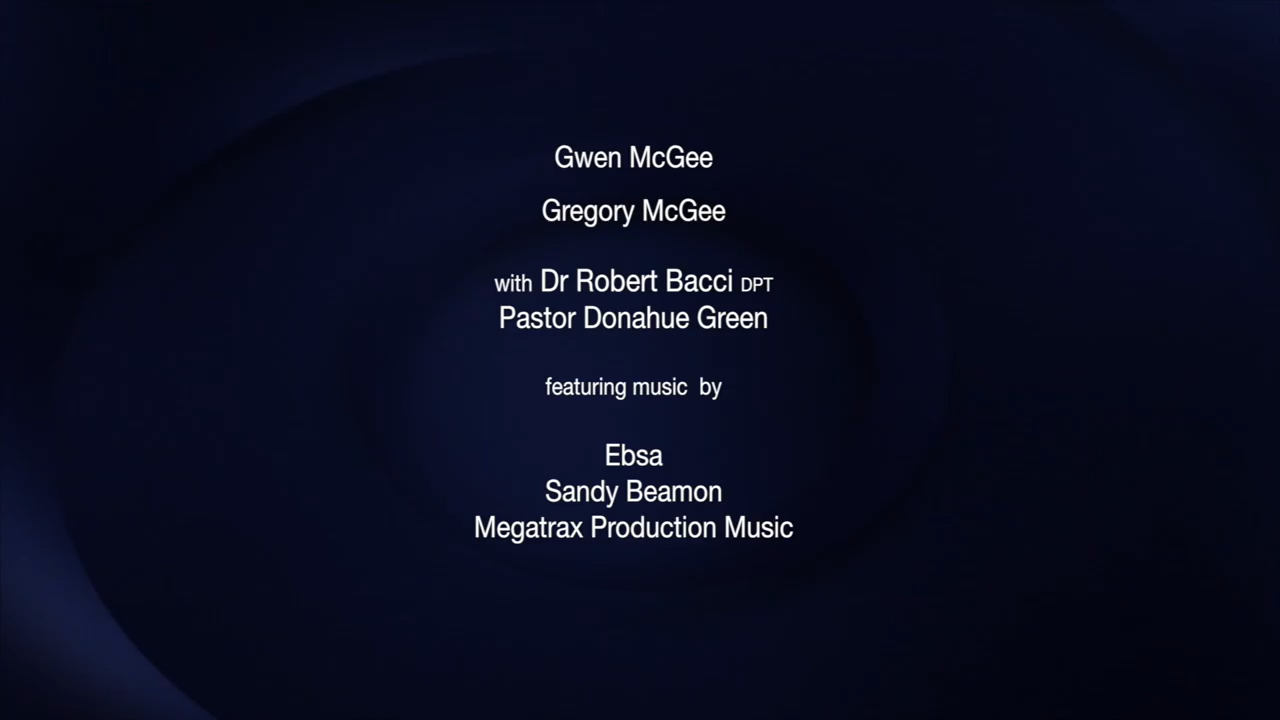 Gwen McGee
Gregory McGee
with Dr Robert Bacci DPT
Pastor Donahue Green
featuring music by
Ebsa
Sandy Beamon
Megatrax Production Music